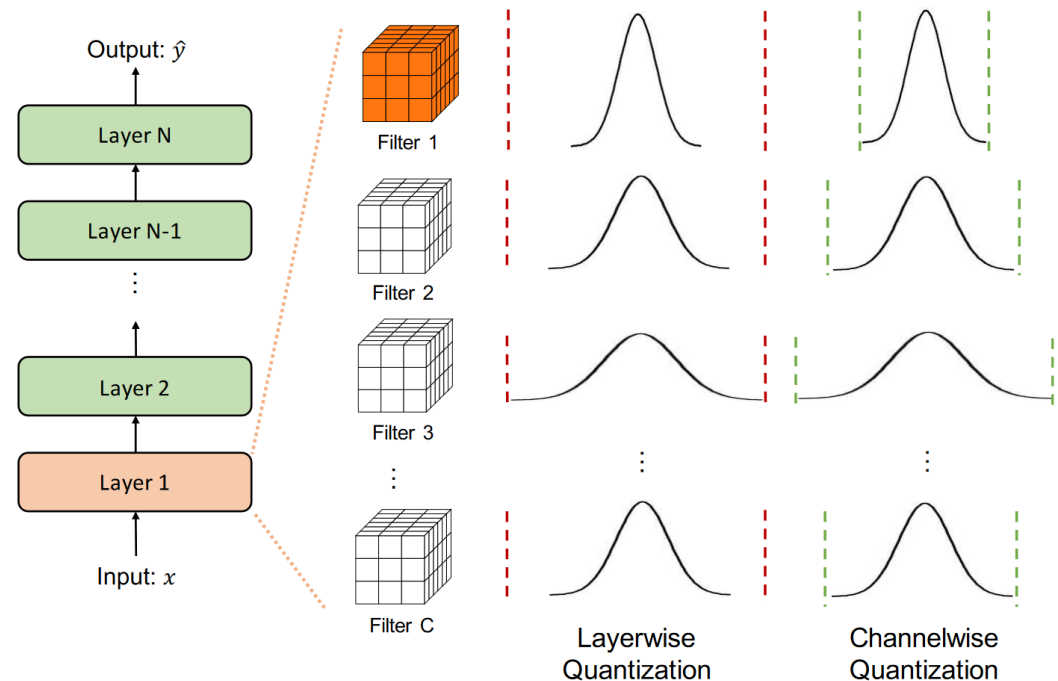 Output: ŷ
Layer N
Layer N-1
⋮
Layer 2
Layer 1
Input: x
Filter 1
Filter 2
Filter 3
⋮
Filter C
⋮
Layerwise
Quantization
⋮
Channelwise
Quantization